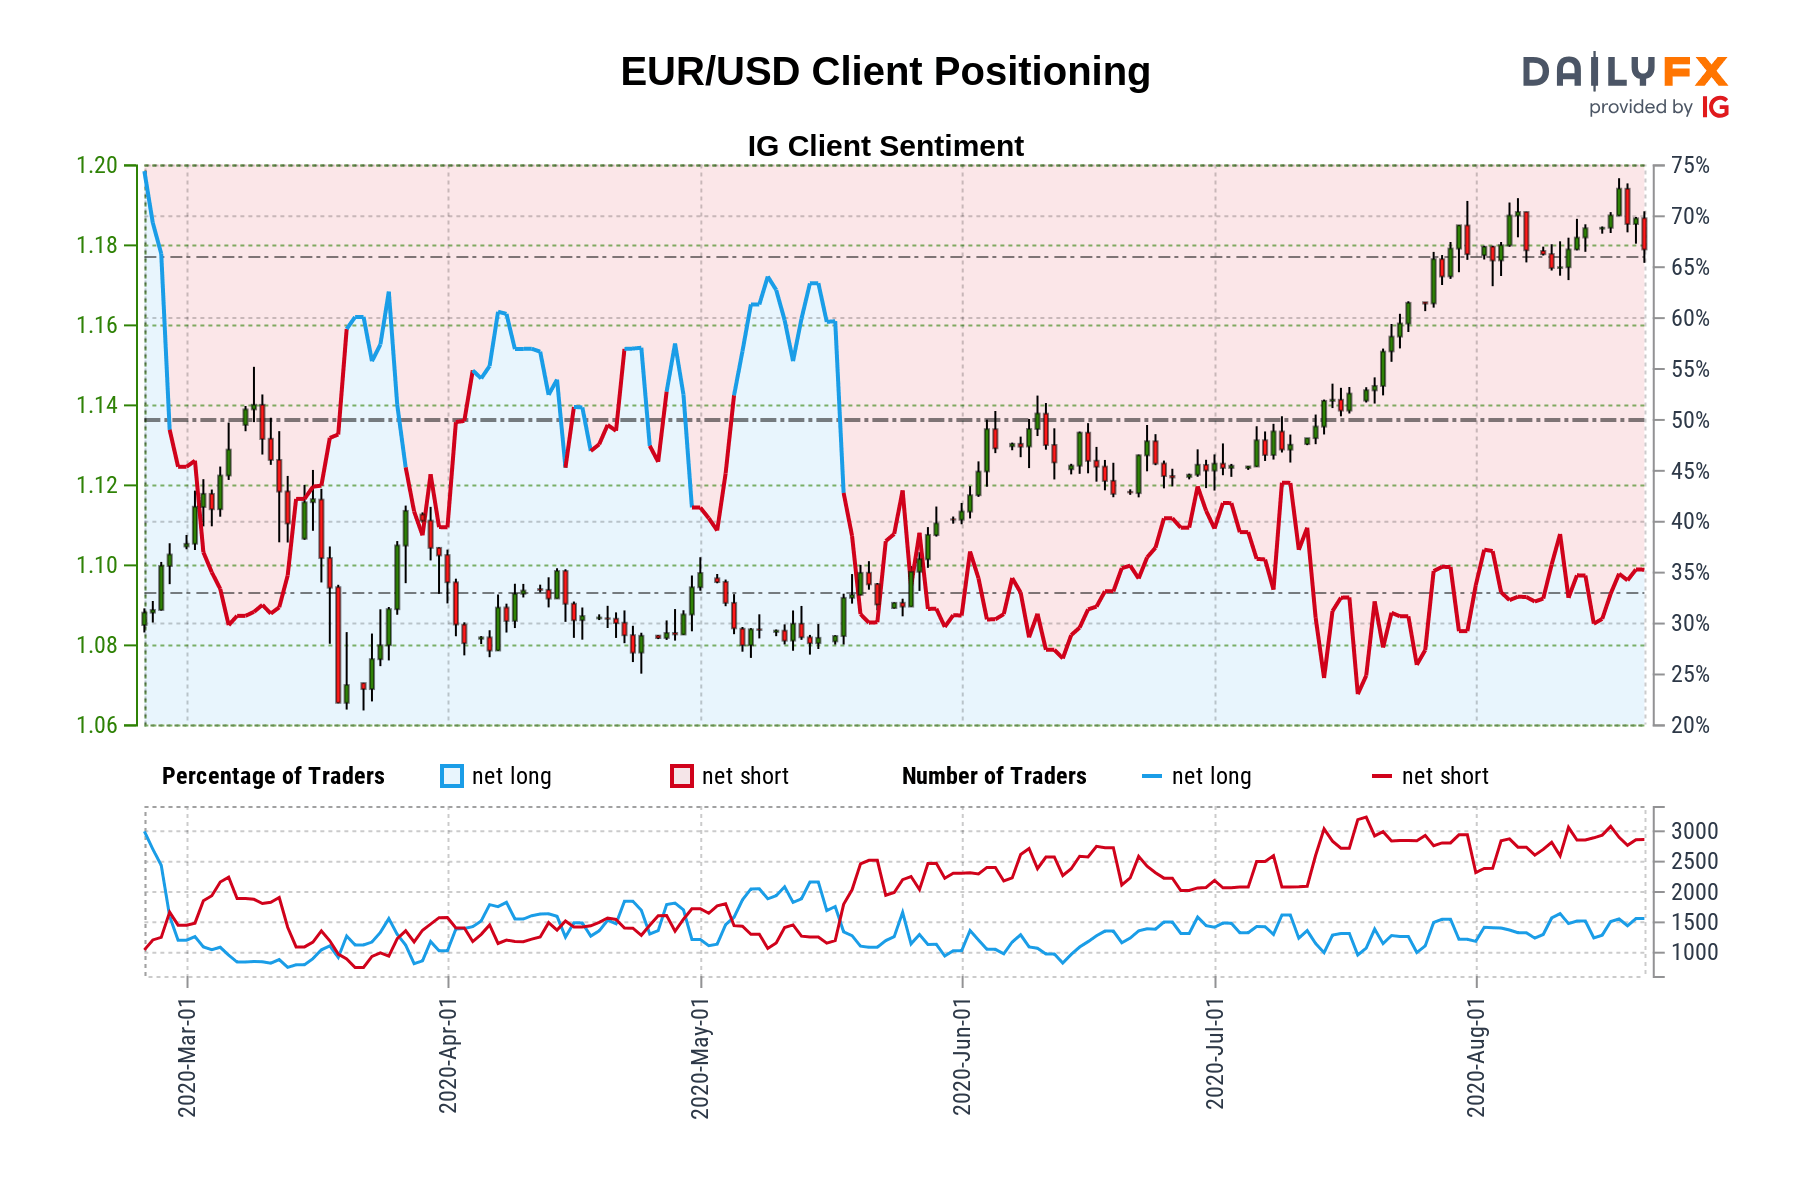 EUR/USD Client Positioning
DAILYFX
provided by IG
IG Client Sentiment
1.20
1.18
1.16
1.14
1.12
1.10
1.08
1.06
75%
70%
65%
60%
55%
50%
45%
40%
35%
30%
25%
20%
Percentage of Traders net long net short Number of Traders net long net short
3000
2500
2000
1500
1000
2020-Mar-01
2020-Apr-01
2020-May-01
2020-Jun-01
2020-Jul-01
2020-Aug-01